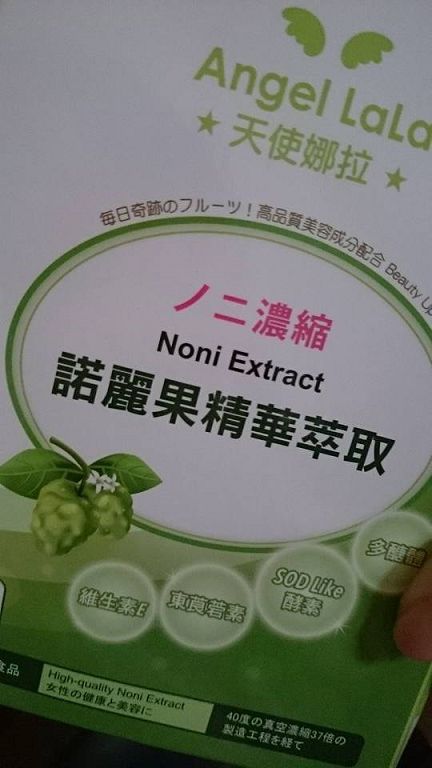 Angel LaLa
★ 天使娜拉 ★
毎日奇跡のフルーツ！高品質美容成分配合 Beauty Up
ノニ濃縮
Noni Extract
諾麗果精華萃取
維生素E
東莨菪素
SOD Like
酵素
多醣體
食品
High-quality Noni Extract
女性の健康と美容に
40度の真空濃縮37倍の
製造工程を経て